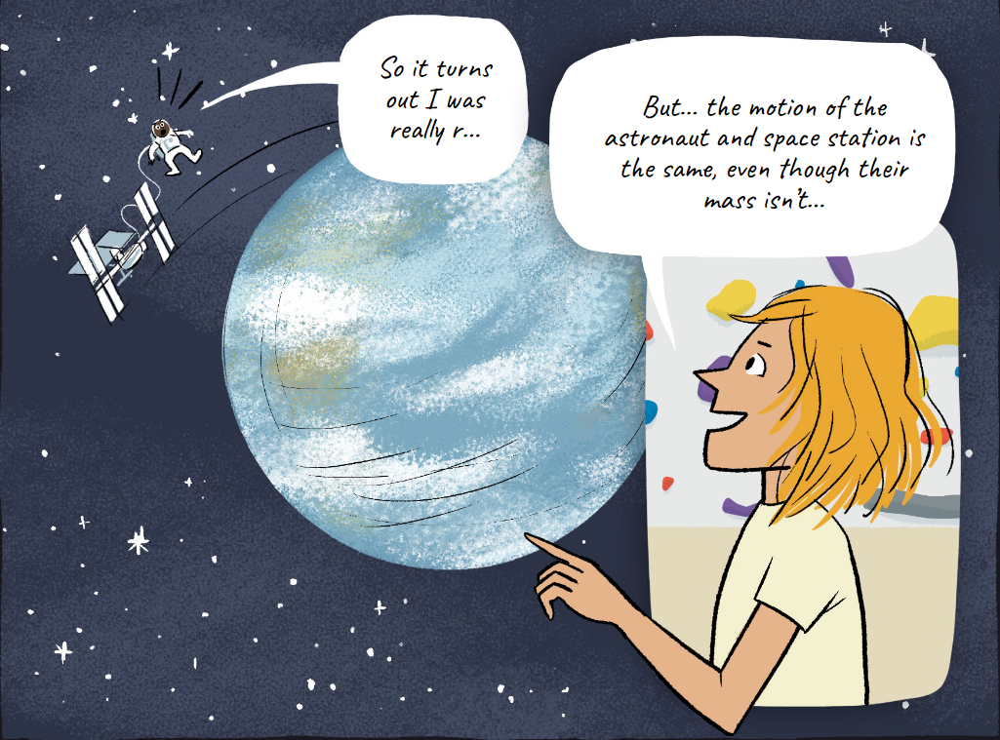 So it turns
out I was
really r...
But... the motion of the
astronaut and space station is
the same, even though their
mass isn't...